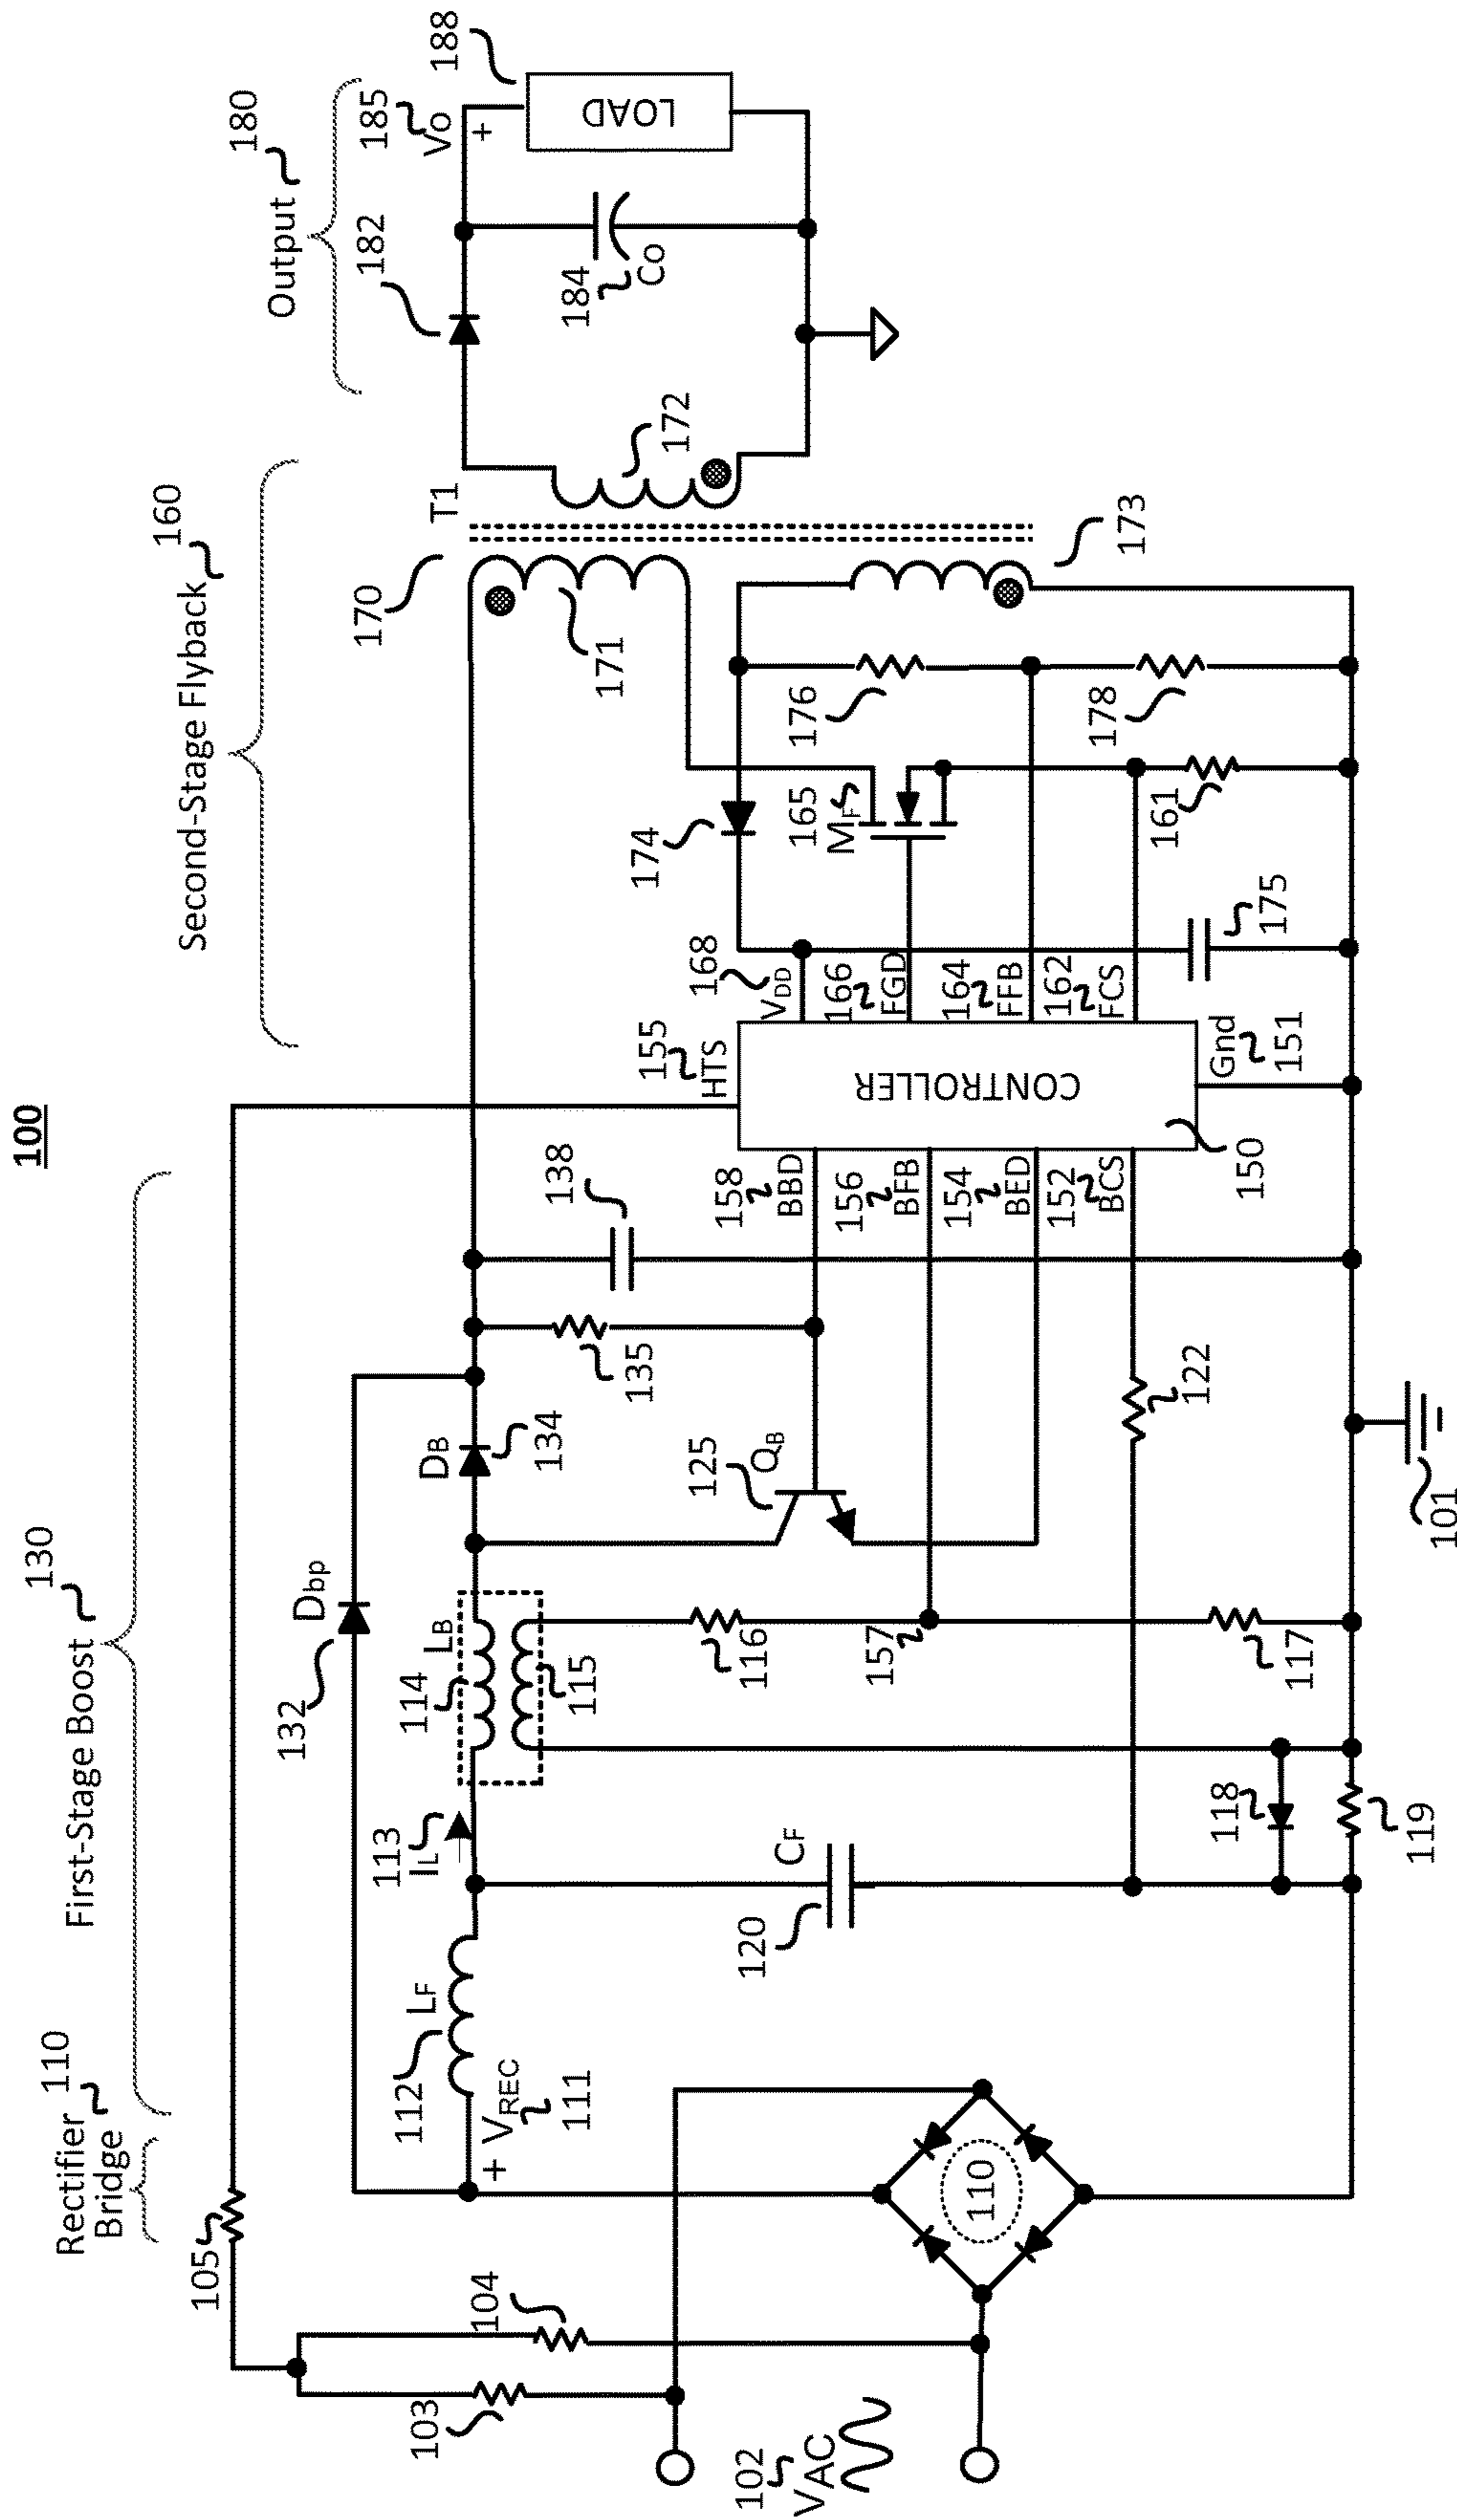 100
Rectifier 110
Bridge
First-Stage Boost 130
Second-Stage Flyback 160
Output 180
105
103
104
102
VAC
110
+
VREC
111
112
LF
113
IL
132
Dbp
114
LB
115
DB
134
125
QB
135
138
120
CF
116
157
117
118
119
122
101
155
HTS
158
BBD
156
BFB
154
BED
152
BCS
150
CONTROLLER
168
VDD
166
FGD
164
FFB
162
FCS
Gnd
151
170
T1
171
172
173
174
165
MF
176
178
161
175
182
184
Co
185
Vo
+
188
LOAD